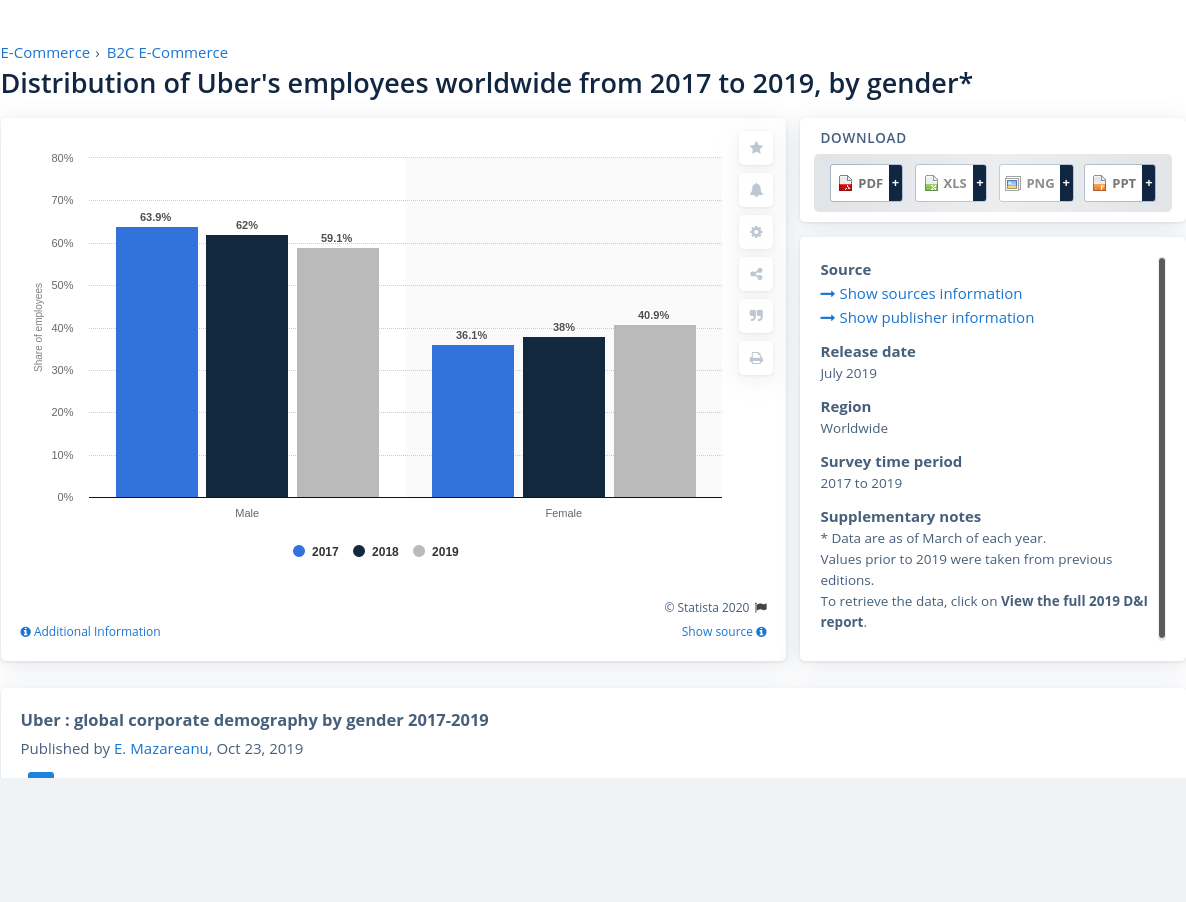 E-Commerce › B2C E-Commerce
Distribution of Uber's employees worldwide from 2017 to 2019, by gender*
80%
70%
60%
50%
40%
30%
20%
10%
0%
Share of employees
63.9%
62%
59.1%
36.1%
38%
40.9%
Male
Female
2017 2018 2019
© Statista 2020
Additional Information
Show source
DOWNLOAD
PDF + XLS + PNG + PPT +
Source
Show sources information
Show publisher information
Release date
July 2019
Region
Worldwide
Survey time period
2017 to 2019
Supplementary notes
* Data are as of March of each year.
Values prior to 2019 were taken from previous
editions.
To retrieve the data, click on View the full 2019 D&I
report.
Uber : global corporate demography by gender 2017-2019
Published by E. Mazareanu, Oct 23, 2019